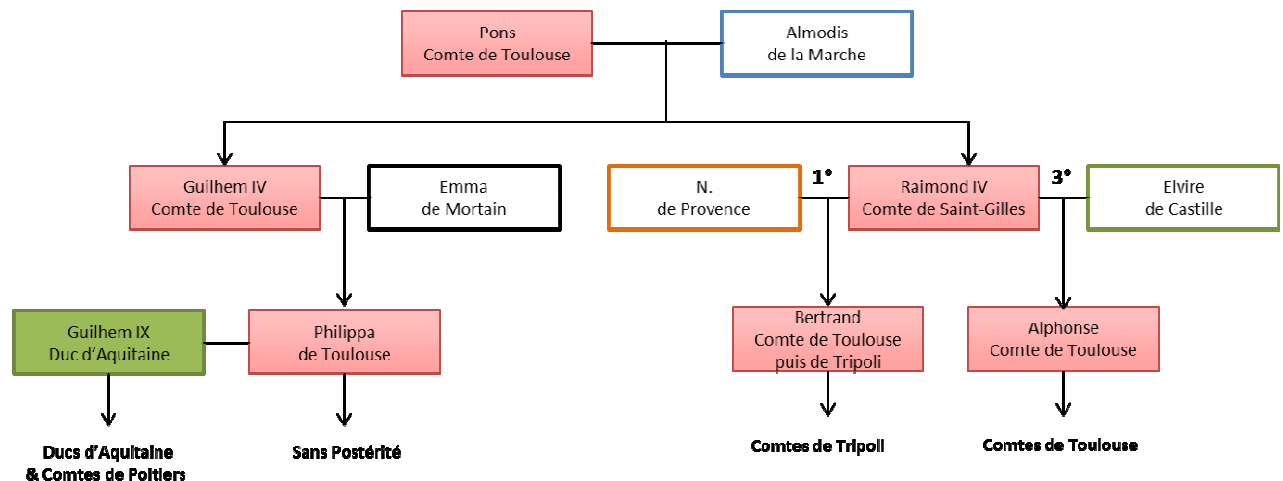 Pons
Comte de Toulouse
Almodis
de la Marche
Guilhem IV
Comte de Toulouse
Emma
de Mortain
N.
de Provence
1°
Raimond IV
Comte de Saint-Gilles
3°
Elvire
de Castille
Guilhem IX
Duc d'Aquitaine
Philippa
de Toulouse
Bertrand
Comte de Toulouse
puis de Tripoli
Alphonse
Comte de Toulouse
Ducs d'Aquitaine
& Comtes de Poitiers
Sans Postérité
Comtes de Tripoli
Comtes de Toulouse